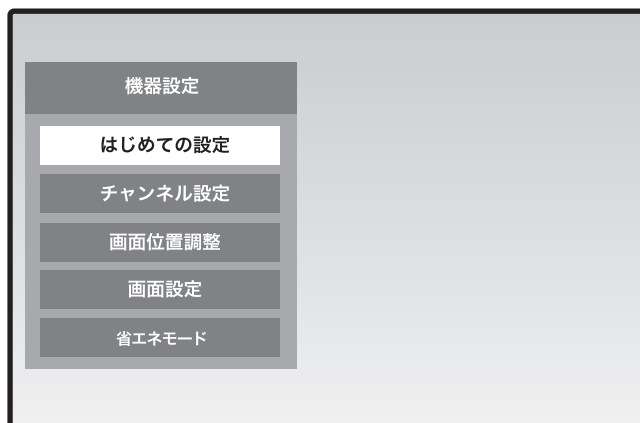 機器設定
はじめての設定
チャンネル設定
画面位置調整
画面設定
省エネモード